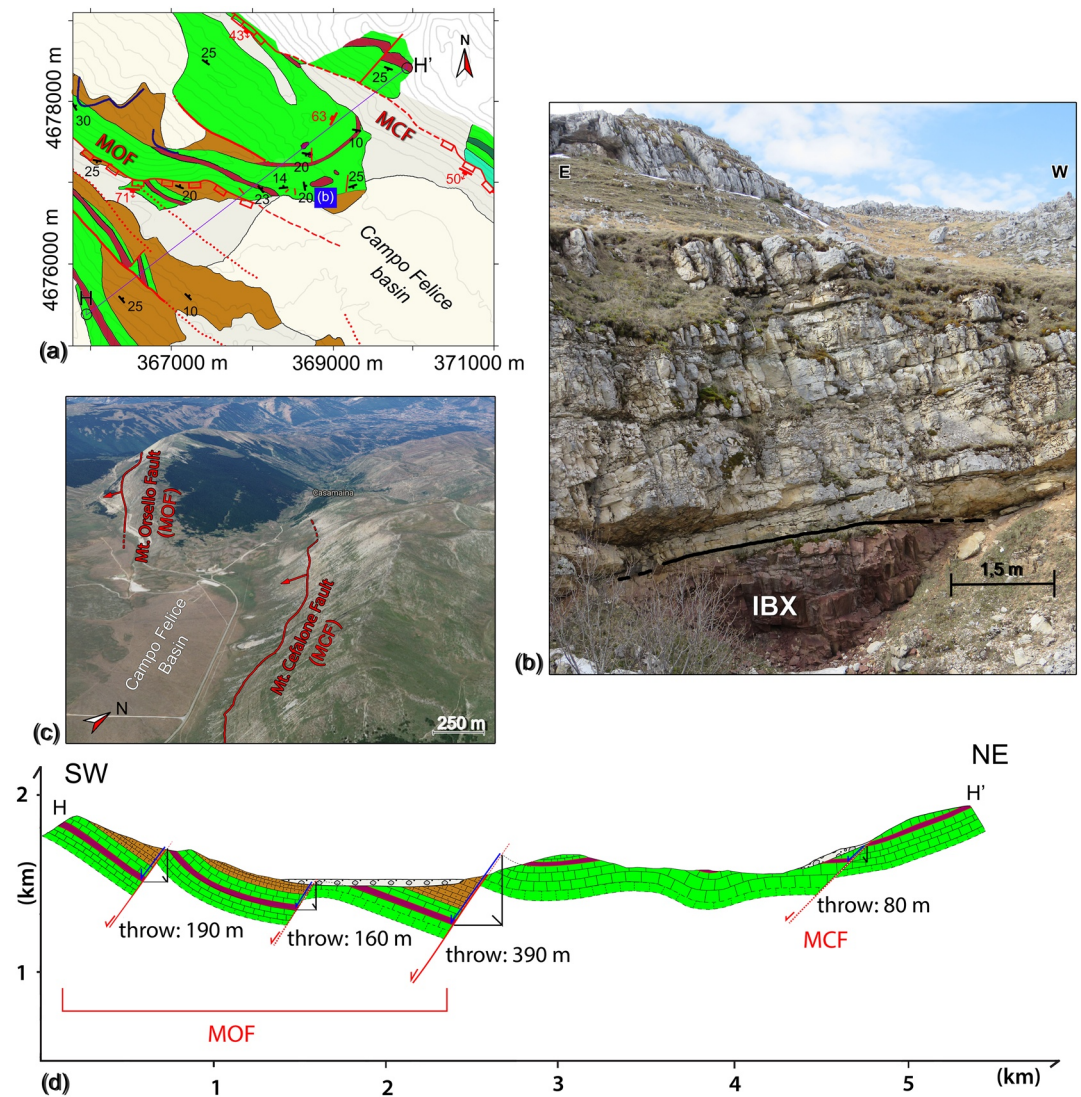 43
25
H'
N
25
4678000 m
63
MCF
30
10
MOF
20
50
25
14
25
71
20
23
20
(b)
4676000 m
Campo Felice
basin
H
25
10
(a)
367000 m
369000 m
371000 m
E
W
1,5 m
IBX
(b)
Mt. Orsello Fault
(MOF)
Casamaina
Mt. Cefalone Fault
(MCF)
Campo Felice
Basin
N
250 m
(c)
SW
NE
2
H
H'
(km)
throw: 190 m
throw: 160 m
throw: 390 m
throw: 80 m
MCF
1
MOF
(d)
1
2
3
4
5
(km)